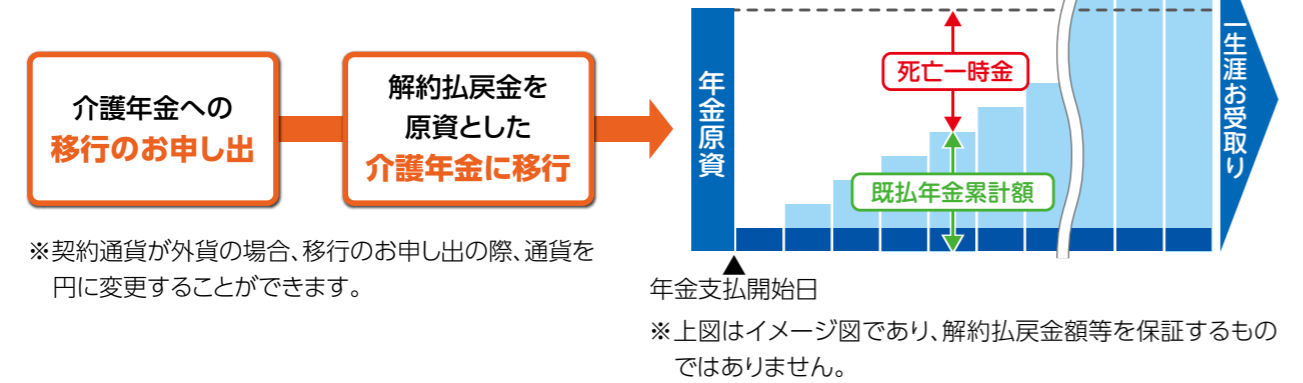 介護年金への
移行のお申し出
解約払戻金を
原資とした
介護年金に移行
※契約通貨が外貨の場合、移行のお申し出の際、通貨を
円に変更することができます。
年金原資
死亡一時金
既払年金累計額
一生涯お受取り
年金支払開始日
※上図はイメージ図であり、解約払戻金額等を保証するもの
ではありません。